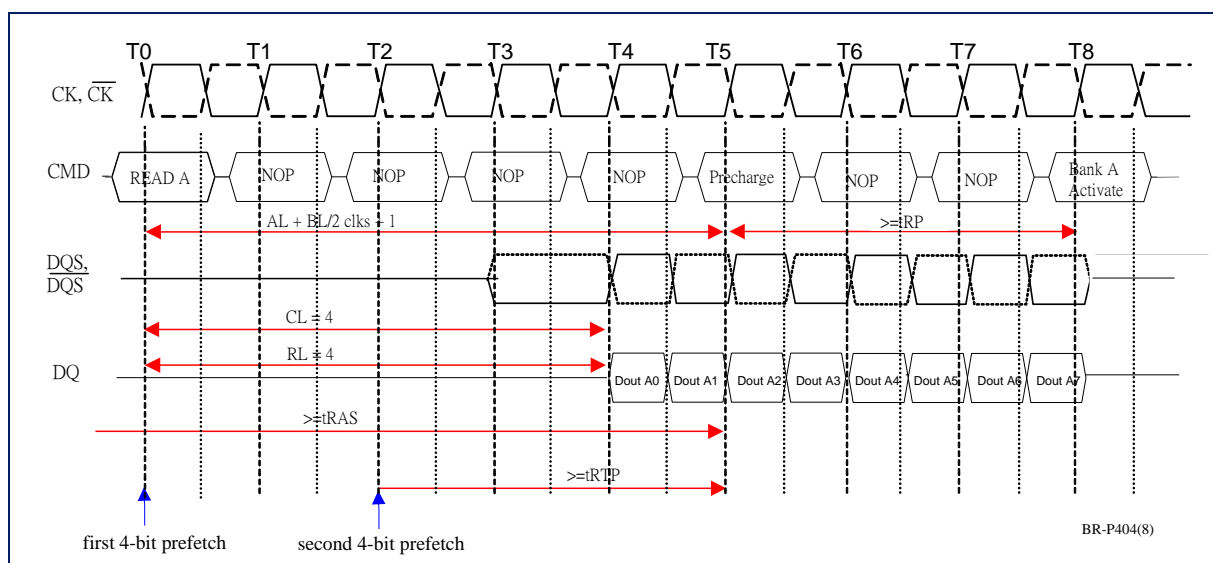 T0 T1 T2 T3 T4 T5 T6 T7 T8
CK, CK
CMD READ A NOP NOP NOP NOP Precharge NOP NOP Bank A
Activate
AL + BL/2 clks + 1 >=tRP
DQS,
DQS
CL = 4
RL = 4
DQ Dout A0 Dout A1 Dout A2 Dout A3 Dout A4 Dout A5 Dout A6 Dout A7
>=tRAS
>=tRTP
first 4-bit prefetch second 4-bit prefetch
BR-P404(8)